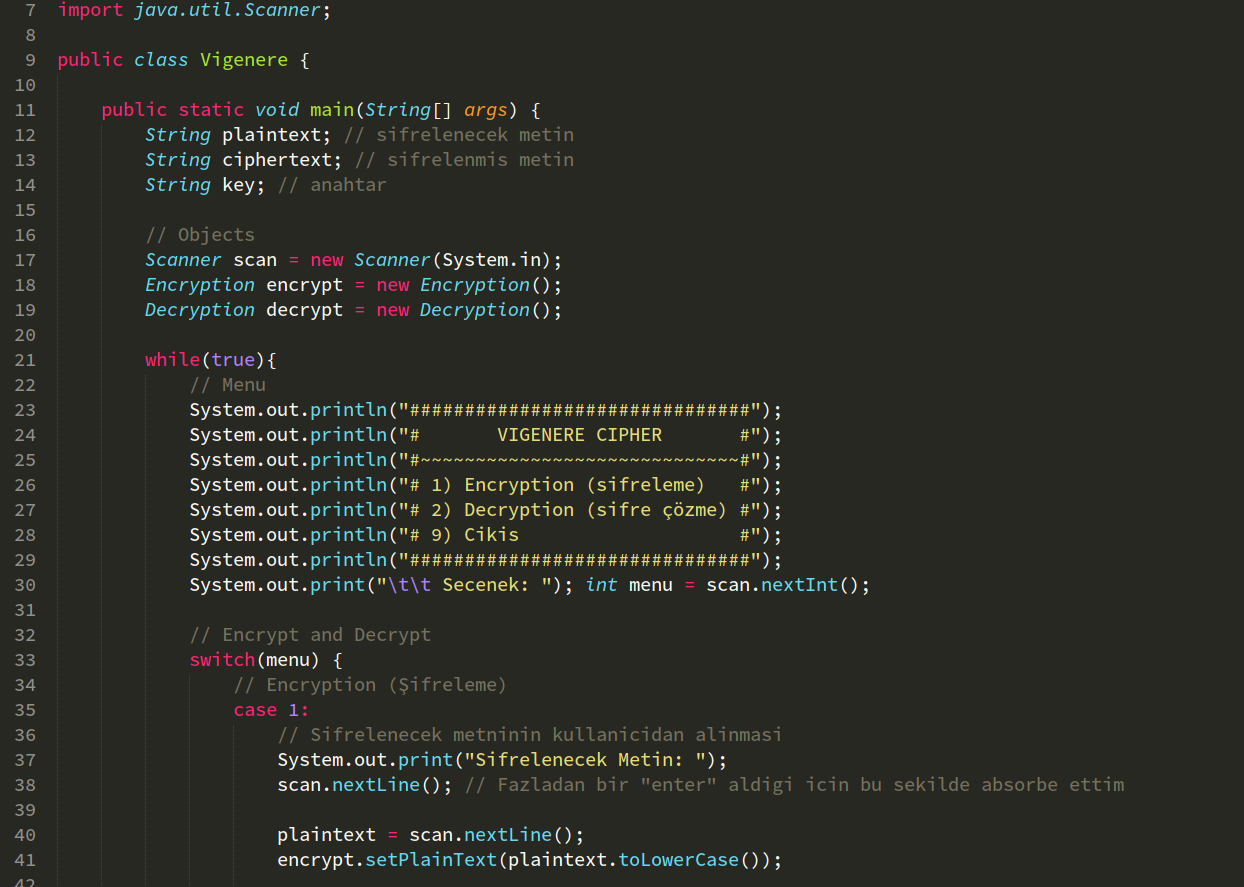 7 import java.util.Scanner;
8
9 public class Vigenere {
10
11     public static void main(String[] args) {
12         String plaintext; // sifrelenecek metin
13         String ciphertext; // sifrelenmis metin
14         String key; // anahtar
15
16         // Objects
17         Scanner scan = new Scanner(System.in);
18         Encryption encrypt = new Encryption();
19         Decryption decrypt = new Decryption();
20
21         while(true){
22             // Menu
23             System.out.println("###############################");
24             System.out.println("#       VIGENERE CIPHER       #");
25             System.out.println("#~~~~~~~~~~~~~~~~~~~~~~~~~~~~~#");
26             System.out.println("# 1) Encryption (sifreleme)   #");
27             System.out.println("# 2) Decryption (sifre çözme) #");
28             System.out.println("# 9) Cikis                    #");
29             System.out.println("###############################");
30             System.out.print("\t\t Secenek: "); int menu = scan.nextInt();
31
32             // Encrypt and Decrypt
33             switch(menu) {
34                 // Encryption (Şifreleme)
35                 case 1:
36                     // Sifrelenecek metninin kullanicidan alinmasi
37                     System.out.print("Sifrelenecek Metin: ");
38                     scan.nextLine(); // Fazladan bir "enter" aldigi icin bu sekilde absorbe ettim
39
40                     plaintext = scan.nextLine();
41                     encrypt.setPlainText(plaintext.toLowerCase());
42